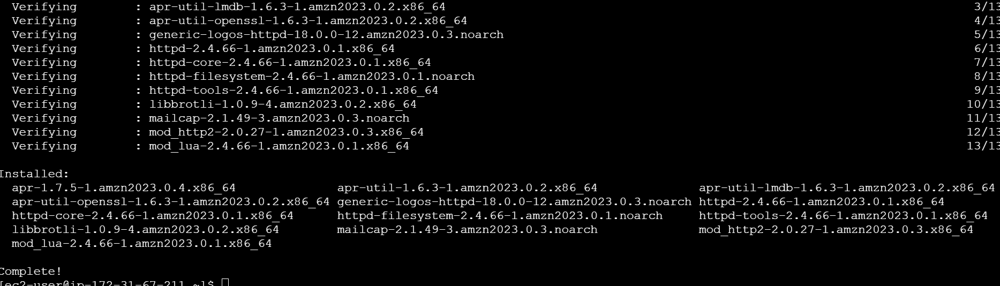 Verifying : apr-util-lmdb-1.6.3-1.amzn2023.0.2.x86_64 3/13
Verifying : apr-util-openssl-1.6.3-1.amzn2023.0.2.x86_64 4/13
Verifying : generic-logos-httpd-18.0.0-12.amzn2023.0.3.noarch 5/13
Verifying : httpd-2.4.66-1.amzn2023.0.1.x86_64 6/13
Verifying : httpd-core-2.4.66-1.amzn2023.0.1.x86_64 7/13
Verifying : httpd-filesystem-2.4.66-1.amzn2023.0.1.noarch 8/13
Verifying : httpd-tools-2.4.66-1.amzn2023.0.1.x86_64 9/13
Verifying : libbrotli-1.0.9-4.amzn2023.0.2.x86_64 10/13
Verifying : mailcap-2.1.49-3.amzn2023.0.3.noarch 11/13
Verifying : mod_http2-2.0.27-1.amzn2023.0.3.x86_64 12/13
Verifying : mod_lua-2.4.66-1.amzn2023.0.1.x86_64 13/13
Installed:
apr-1.7.5-1.amzn2023.0.4.x86_64 apr-util-1.6.3-1.amzn2023.0.2.x86_64 apr-util-lmdb-1.6.3-1.amzn2023.0.2.x86_64
apr-util-openssl-1.6.3-1.amzn2023.0.2.x86_64 generic-logos-httpd-18.0.0-12.amzn2023.0.3.noarch httpd-2.4.66-1.amzn2023.0.1.x86_64
httpd-core-2.4.66-1.amzn2023.0.1.x86_64 httpd-filesystem-2.4.66-1.amzn2023.0.1.noarch httpd-tools-2.4.66-1.amzn2023.0.1.x86_64
libbrotli-1.0.9-4.amzn2023.0.2.x86_64 mailcap-2.1.49-3.amzn2023.0.3.noarch mod_http2-2.0.27-1.amzn2023.0.3.x86_64
mod_lua-2.4.66-1.amzn2023.0.1.x86_64
Complete!
[ec2-user@ip-172-31-67-211 ~]$